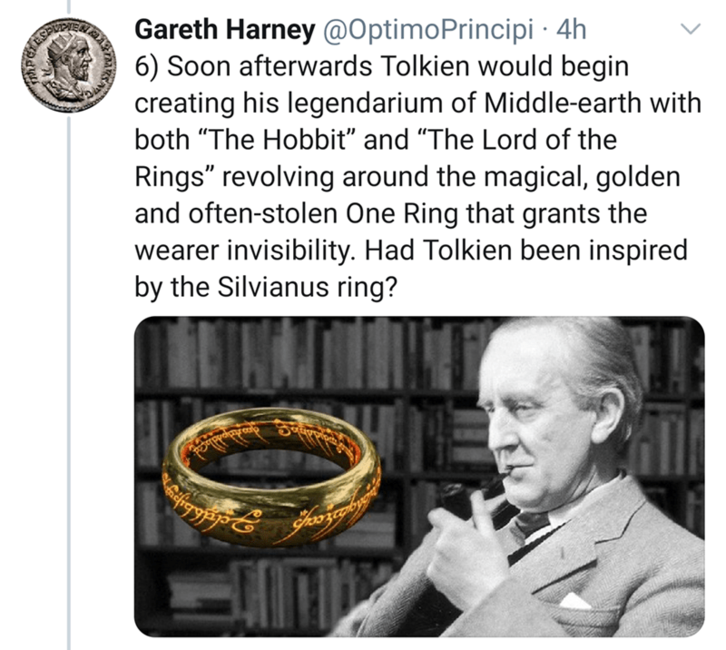 Gareth Harney @OptimoPrincipi · 4h
6) Soon afterwards Tolkien would begin
creating his legendarium of Middle-earth with
both “The Hobbit” and “The Lord of the
Rings” revolving around the magical, golden
and often-stolen One Ring that grants the
wearer invisibility. Had Tolkien been inspired
by the Silvianus ring?